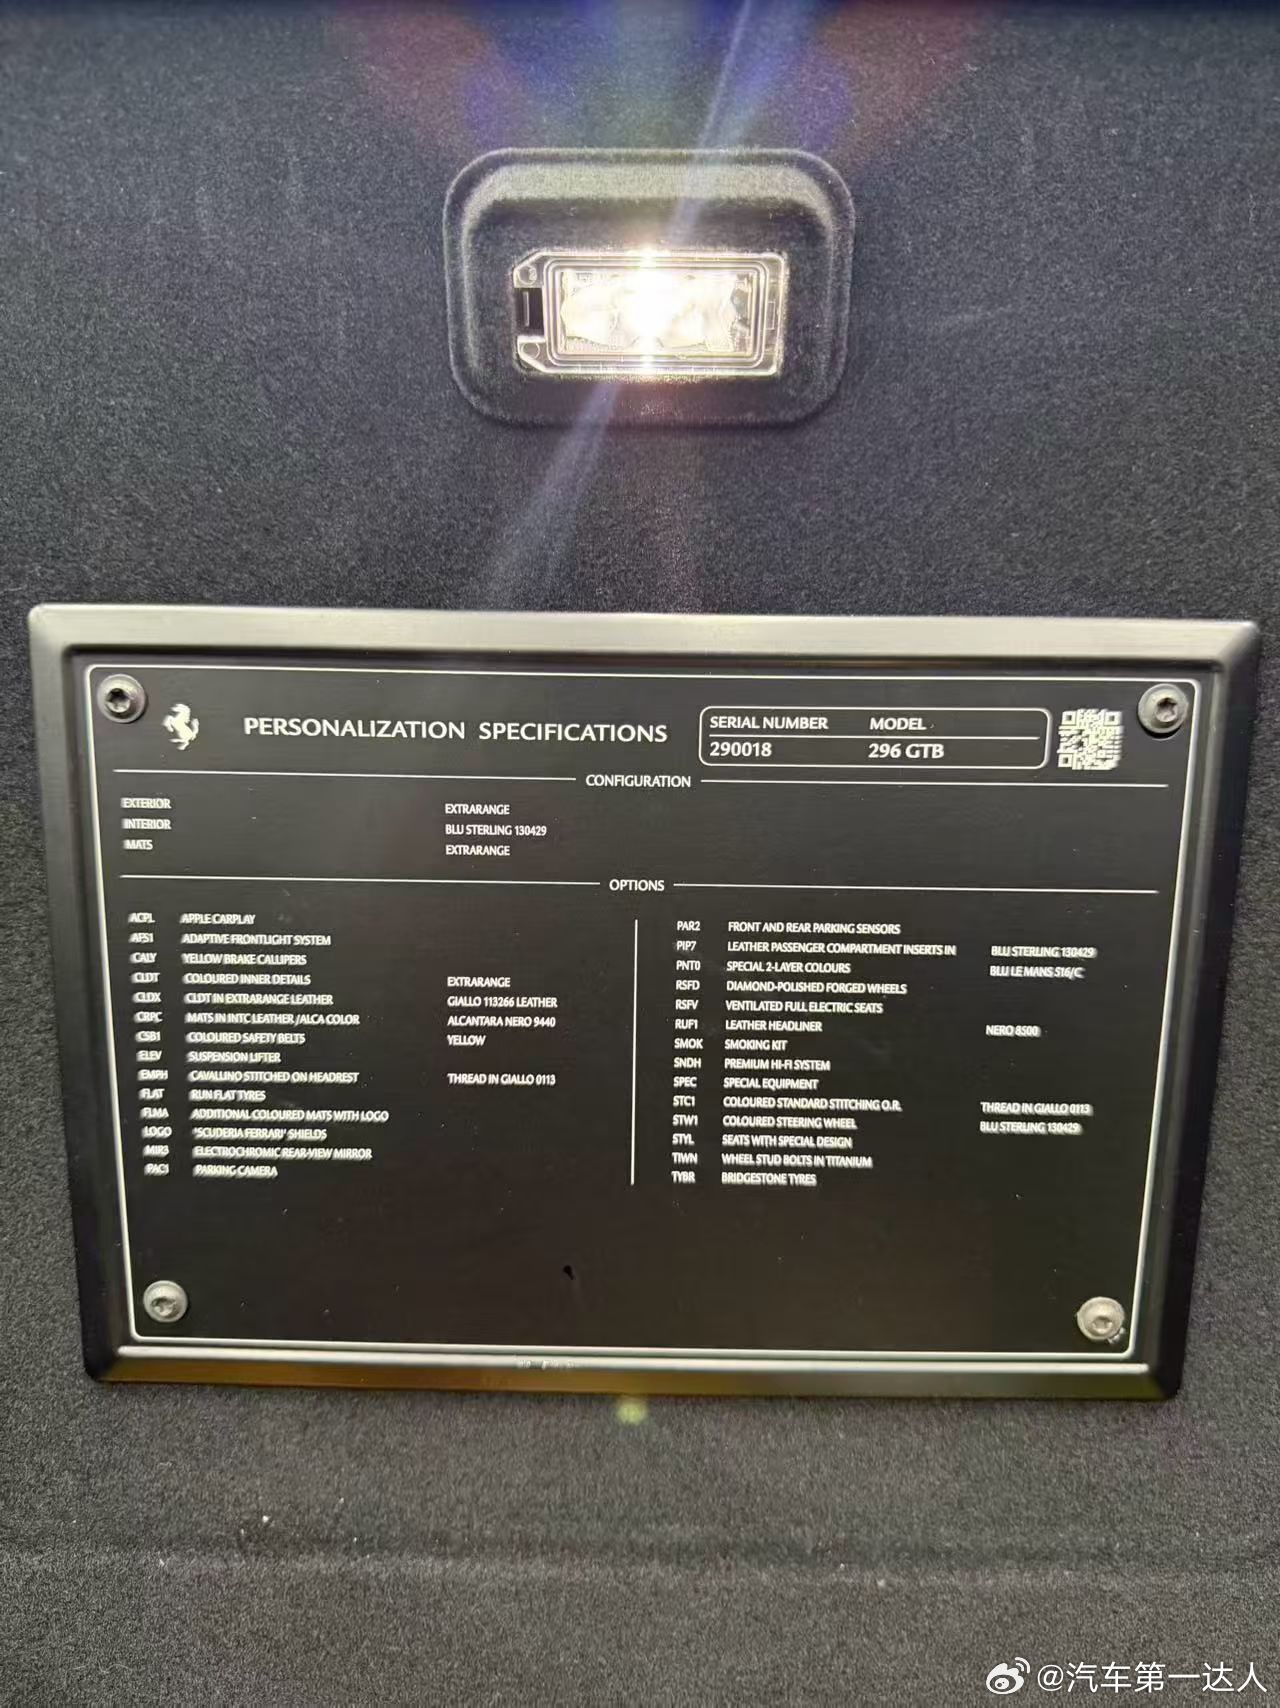 PERSONALIZATION SPECIFICATIONS
SERIAL NUMBER MODEL
290018 296 GTB
CONFIGURATION
EXTERIOR EXTRARANGE
INTERIOR BLU STERLING 130429
MATS EXTRARANGE
OPTIONS
ACPL APPLE CARPLAY
AFS1 ADAPTIVE FRONTLIGHT SYSTEM
CALY YELLOW BRAKE CALLIPERS
CLDT COLOURED INNER DETAILS EXTRARANGE
CLDX CLDT IN EXTRARANGE LEATHER GIALLO 113266 LEATHER
CRPC MATS IN INTC LEATHER /ALCA COLOR ALCANTARA NERO 9440
CSB1 COLOURED SAFETY BELTS YELLOW
ELEV SUSPENSION LIFTER
EMPH CAVALLINO STITCHED ON HEADREST THREAD IN GIALLO 0113
FLAT RUN FLAT TYRES
FLMA ADDITIONAL COLOURED MATS WITH LOGO
LOGO 'SCUDERIA FERRARI' SHIELDS
MIR3 ELECTROCHROMIC REAR-VIEW MIRROR
PAC1 PARKING CAMERA
PAR2 FRONT AND REAR PARKING SENSORS
PIP7 LEATHER PASSENGER COMPARTMENT INSERTS IN BLU STERLING 130429
PNT0 SPECIAL 2-LAYER COLOURS BLU LE MANS 516/C
RSFD DIAMOND-POLISHED FORGED WHEELS
RSFV VENTILATED FULL ELECTRIC SEATS
RUF1 LEATHER HEADLINER NERO 8500
SMOK SMOKING KIT
SNDH PREMIUM HI-FI SYSTEM
SPEC SPECIAL EQUIPMENT
STC1 COLOURED STANDARD STITCHING O.R. THREAD IN GIALLO 0113
STW1 COLOURED STEERING WHEEL BLU STERLING 130429
STYL SEATS WITH SPECIAL DESIGN
TIWN WHEEL STUD BOLTS IN TITANIUM
TYBR BRIDGESTONE TYRES
@汽车第一达人